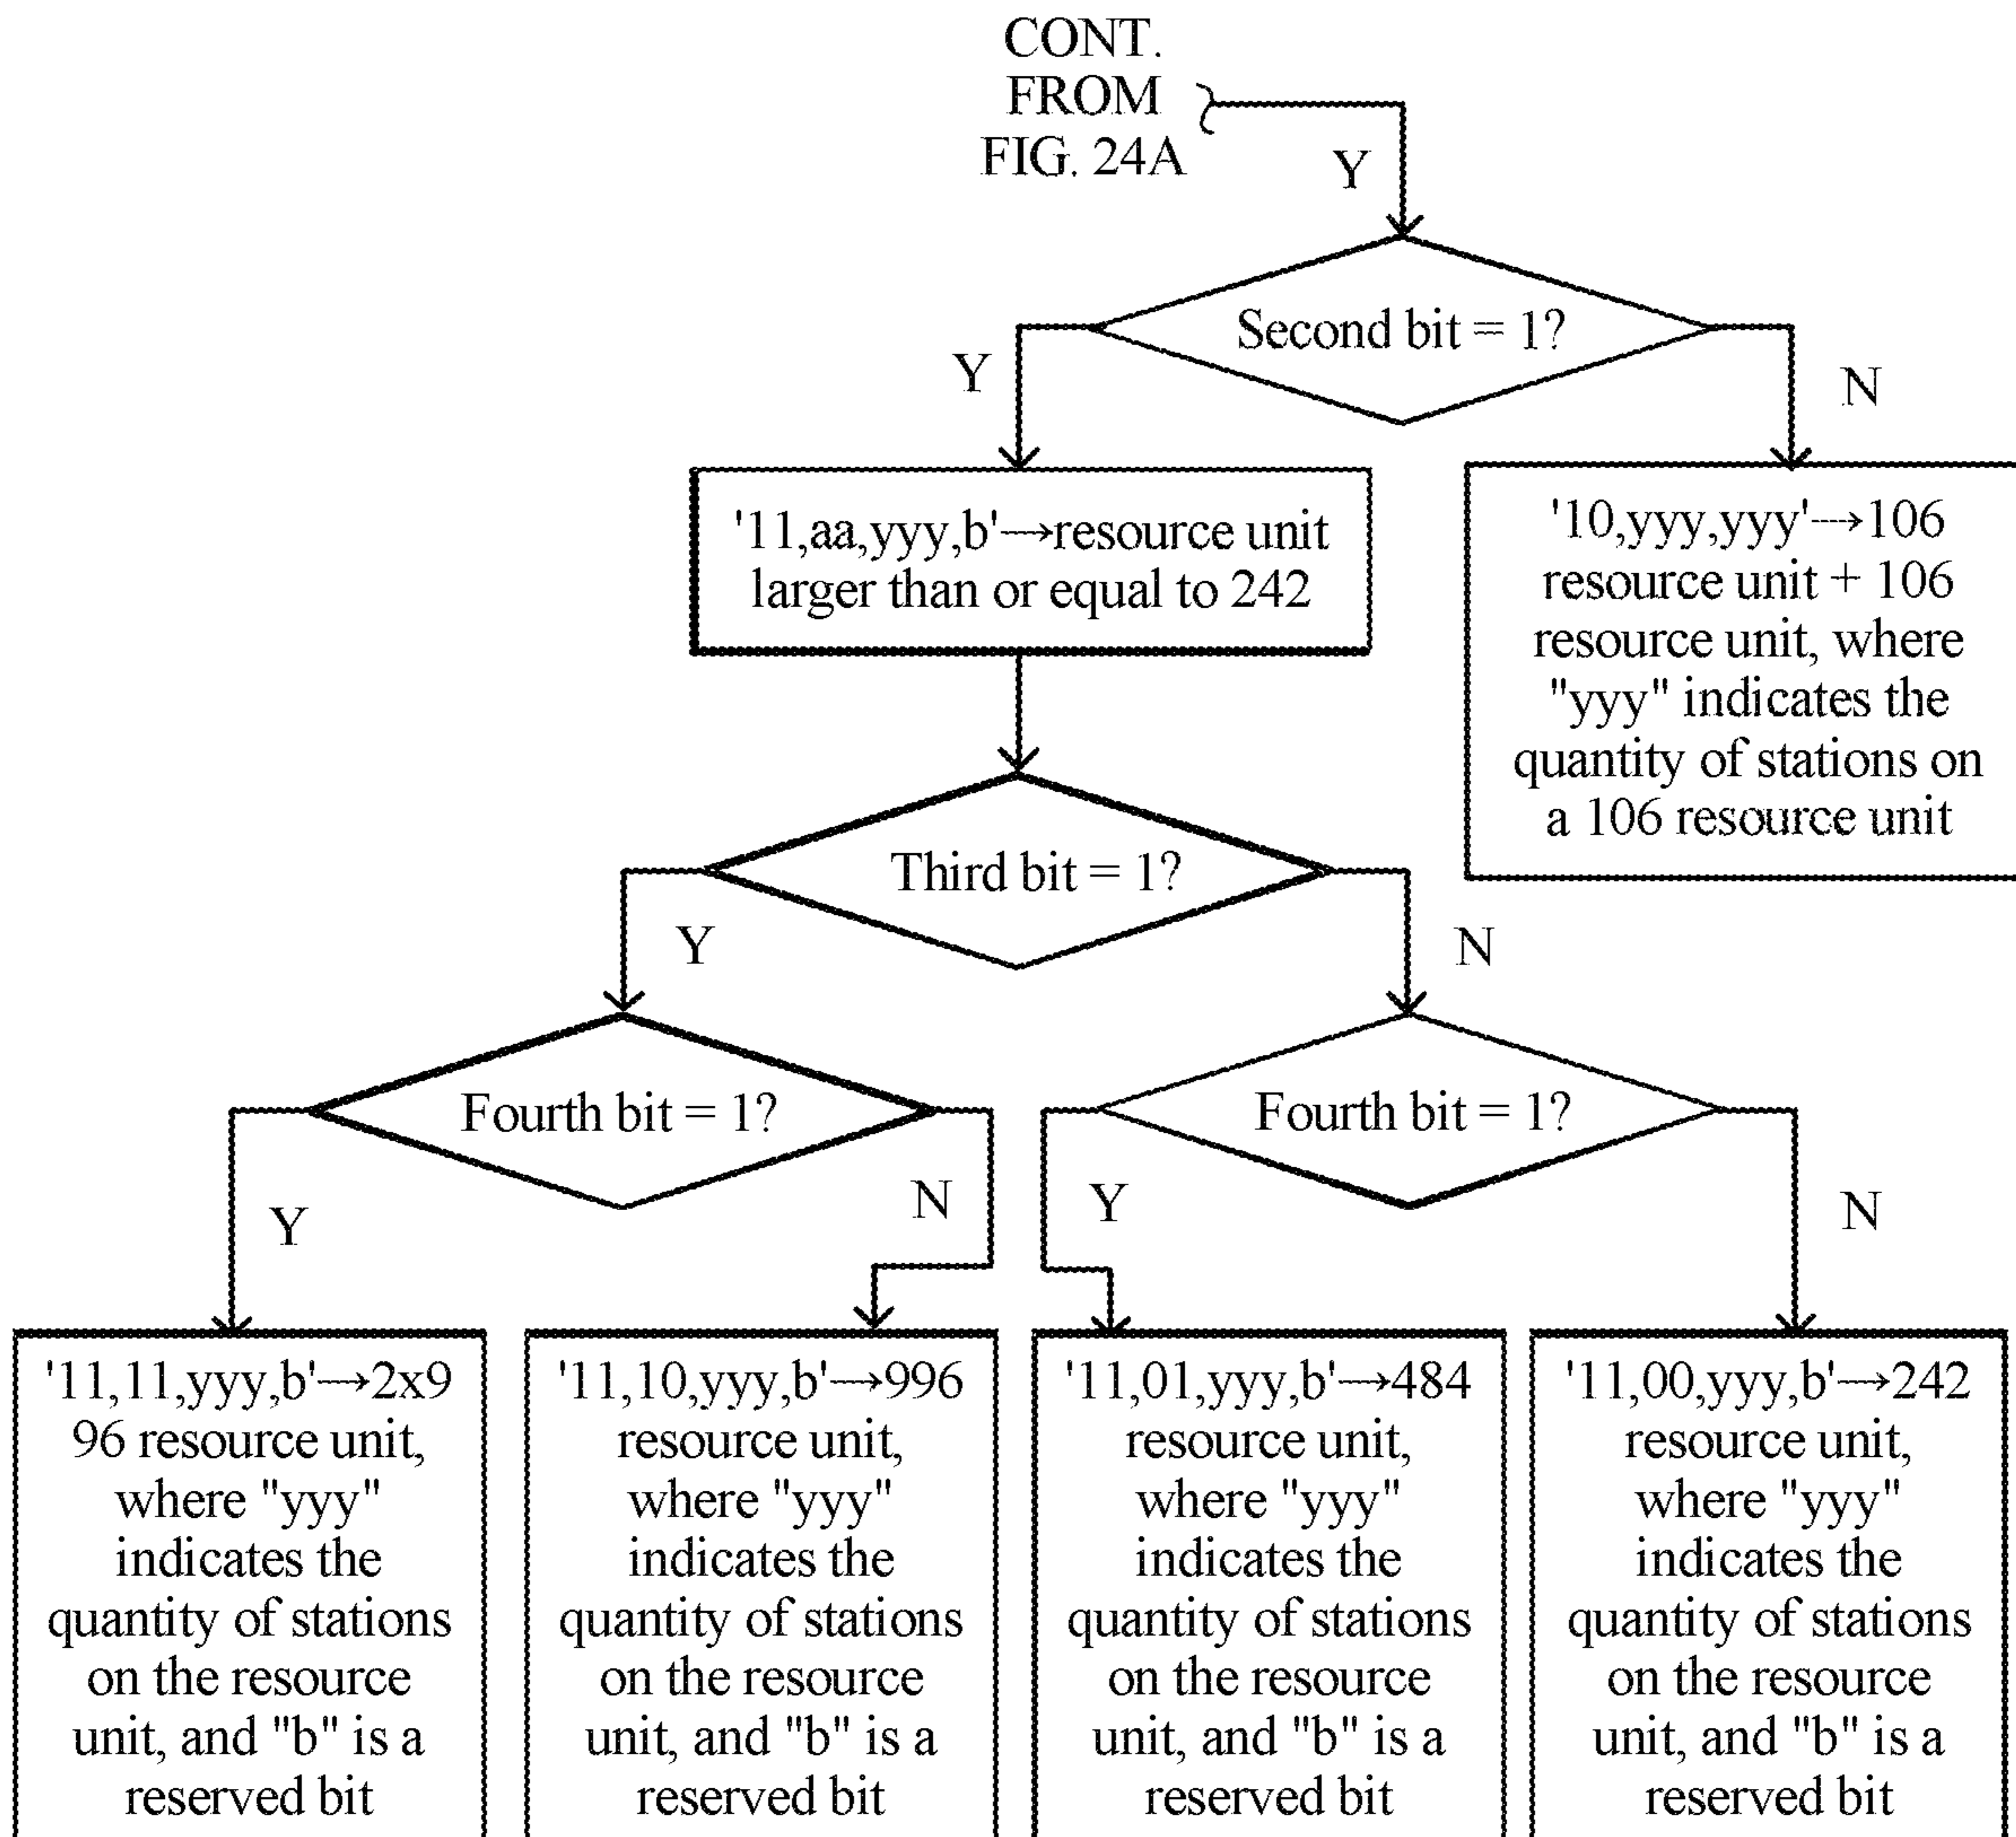 CONT.
FROM
FIG. 24A
Y
Second bit = 1?
Y
N
'11,aa,yyy,b'→resource unit
larger than or equal to 242
'10,yyy,yyy'→106
resource unit + 106
resource unit, where
"yyy" indicates the
quantity of stations on
a 106 resource unit
Third bit = 1?
Y
N
Fourth bit = 1?
Fourth bit = 1?
Y
N
Y
N
'11,11,yyy,b'→2x9
96 resource unit,
where "yyy"
indicates the
quantity of stations
on the resource
unit, and "b" is a
reserved bit
'11,10,yyy,b'→996
resource unit,
where "yyy"
indicates the
quantity of stations
on the resource
unit, and "b" is a
reserved bit
'11,01,yyy,b'→484
resource unit,
where "yyy"
indicates the
quantity of stations
on the resource
unit, and "b" is a
reserved bit
'11,00,yyy,b'→242
resource unit,
where "yyy"
indicates the
quantity of stations
on the resource
unit, and "b" is a
reserved bit